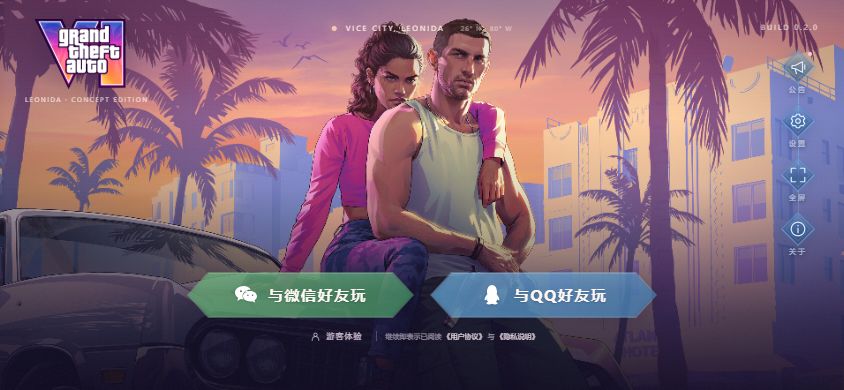 grand
theft
auto
VI
LEONIDA · CONCEPT EDITION
VICE CITY, LEONIDA
BUILD 0.2.0
公告
设置
全屏
关于
与微信好友玩
与QQ好友玩
游客体验
继续即表示已阅读《用户协议》与《隐私说明》